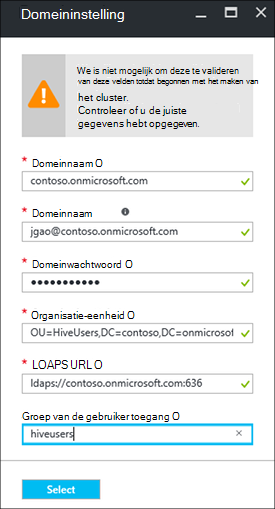 Domeininstelling
We is niet mogelijk om deze te valideren
van deze velden totdat begonnen met het maken van
het cluster.
Controleer of u de juiste
gegevens hebt opgegeven.
* Domeinnaam O
contoso.onmicrosoft.com
* Domeinnaam
jgao@contoso.onmicrosoft.com
* Domeinwachtwoord O
* Organisatie-eenheid O
OU=HiveUsers,DC=contoso,DC=onmicrosof
* LOAPS URL O
ldaps://contoso.onmicrosoft.com:636
Groep van de gebruiker toegang O
hiveusers
Select